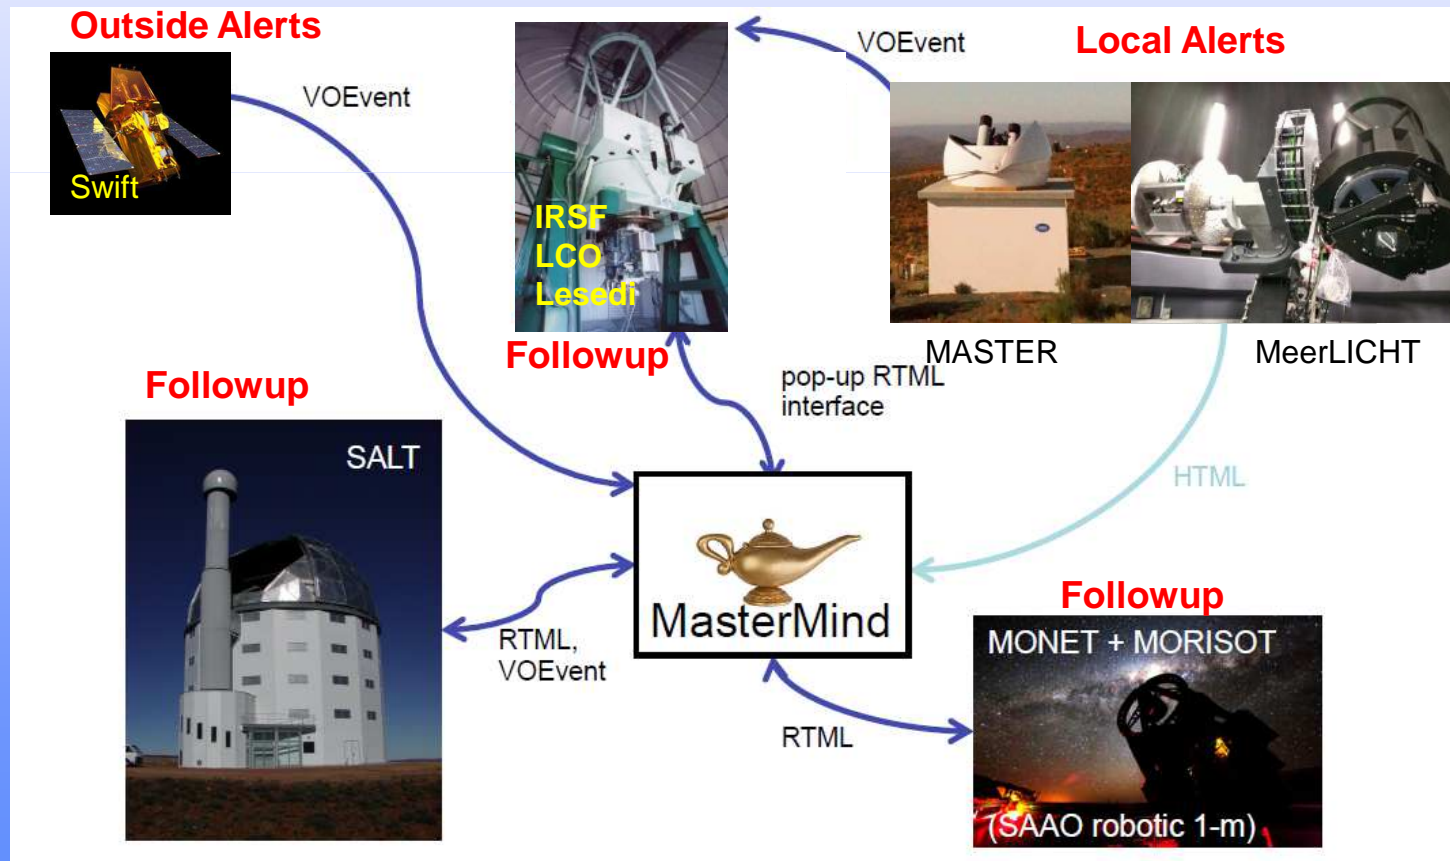 Outside Alerts
VOEvent
Swift
IRSF
LCO
Lesedi
Followup
VOEvent
Local Alerts
MASTER
MeerLICHT
pop-up RTML
interface
HTML
Followup
SALT
RTML,
VOEvent
MasterMind
RTML
Followup
MONET + MORISOT
(SAAO robotic 1-m)